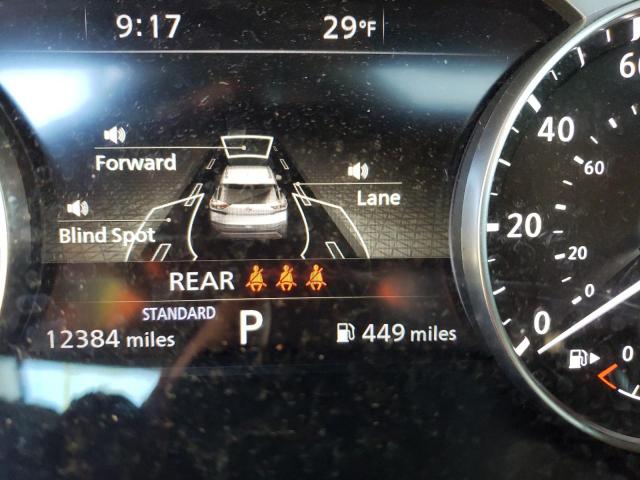 9:17 29°F
Forward
Lane
Blind Spot
REAR
STANDARD
12384 miles P 449 miles
60
40
20
0
60
20
0
0